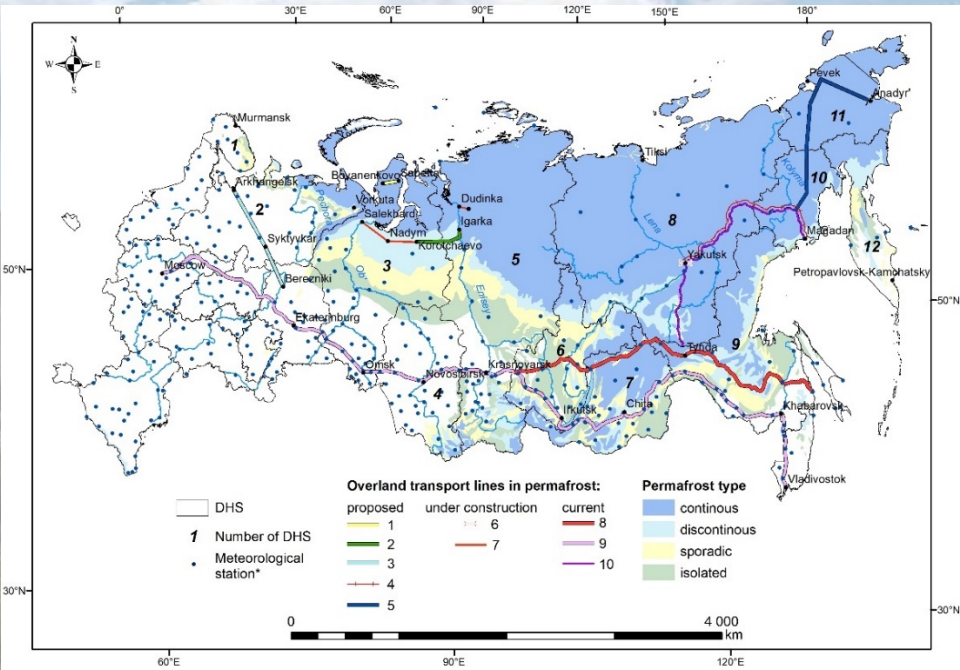 0°
30°E
60°E
90°E
120°E
150°E
180°
N
W
E
S
Pevek
Anadyr'
11
Murmansk
1
Tiksi
Kolyma
10
Arkhangelsk
Bovanenkovo
Sabetta
Dudinka
8
2
Vorkuta
Pechora
Salekhard
Igarka
Lena
Magadan
Nadym
Syktyvkar
Korotchaevo
12
5
Yakutsk
Moscow
3
50°N
Ob'
Petropavlovsk-Kamchatsky
Berezniki
Enisey
50°N
Ekaterinburg
9
6
Tynda
Omsk
Krasnoyarsk
Novosibirsk
7
4
Chita
Irkutsk
Khabarovsk
Vladivostok
Overland transport lines in permafrost:
Permafrost type
proposed
under construction
current
DHS
1
6
8
continous
1 Number of DHS
2
7
9
discontinous
3
10
sporadic
Meteorological
station*
4
isolated
5
30°N
30°N
0
4 000
km
60°E
90°E
120°E